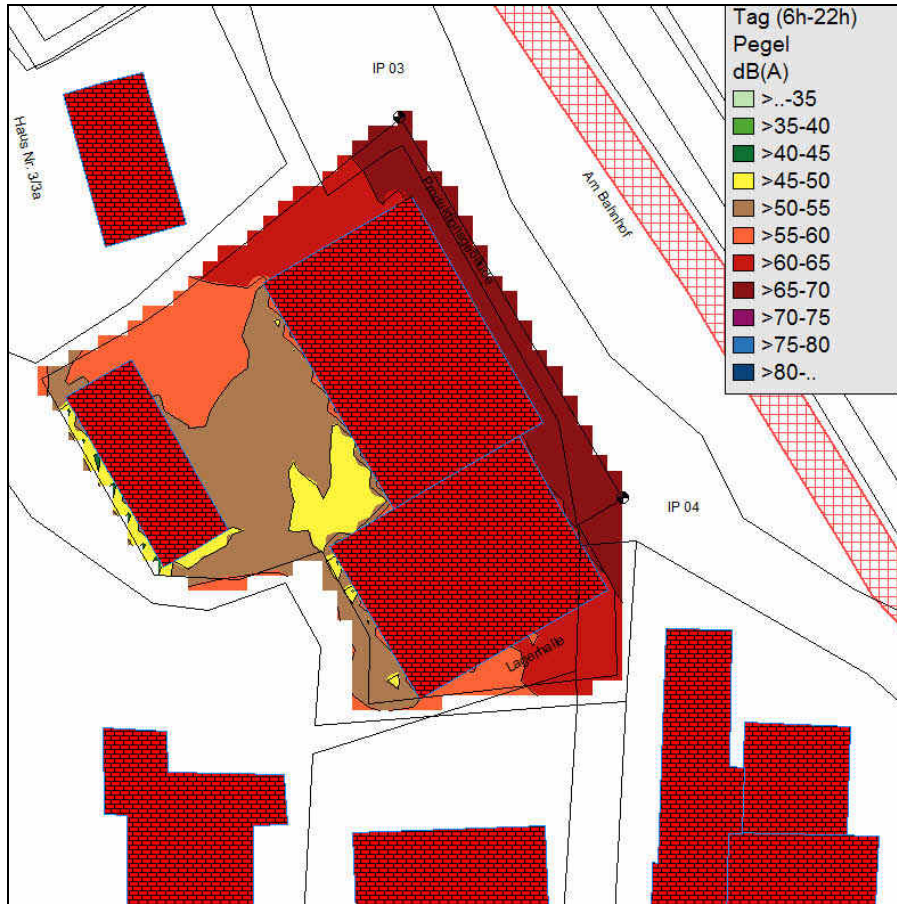 Tag (6h-22h)
Pegel
dB(A)
>..-35
>35-40
>40-45
>45-50
>50-55
>55-60
>60-65
>65-70
>70-75
>75-80
>80-..
IP 03
Haus Nr. 3/3a
Am Bahnhof
IP 04
Lagerhalle